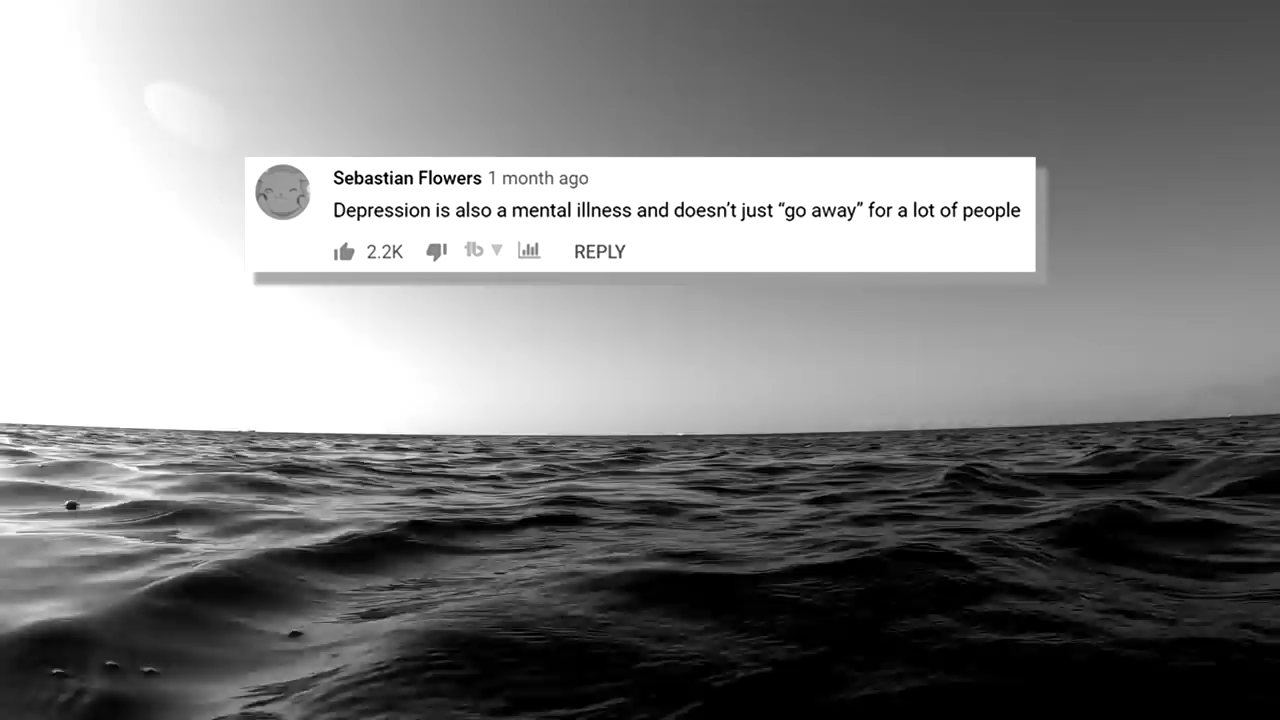 Sebastian Flowers 1 month ago
Depression is also a mental illness and doesn’t just “go away” for a lot of people
2.2K tb REPLY